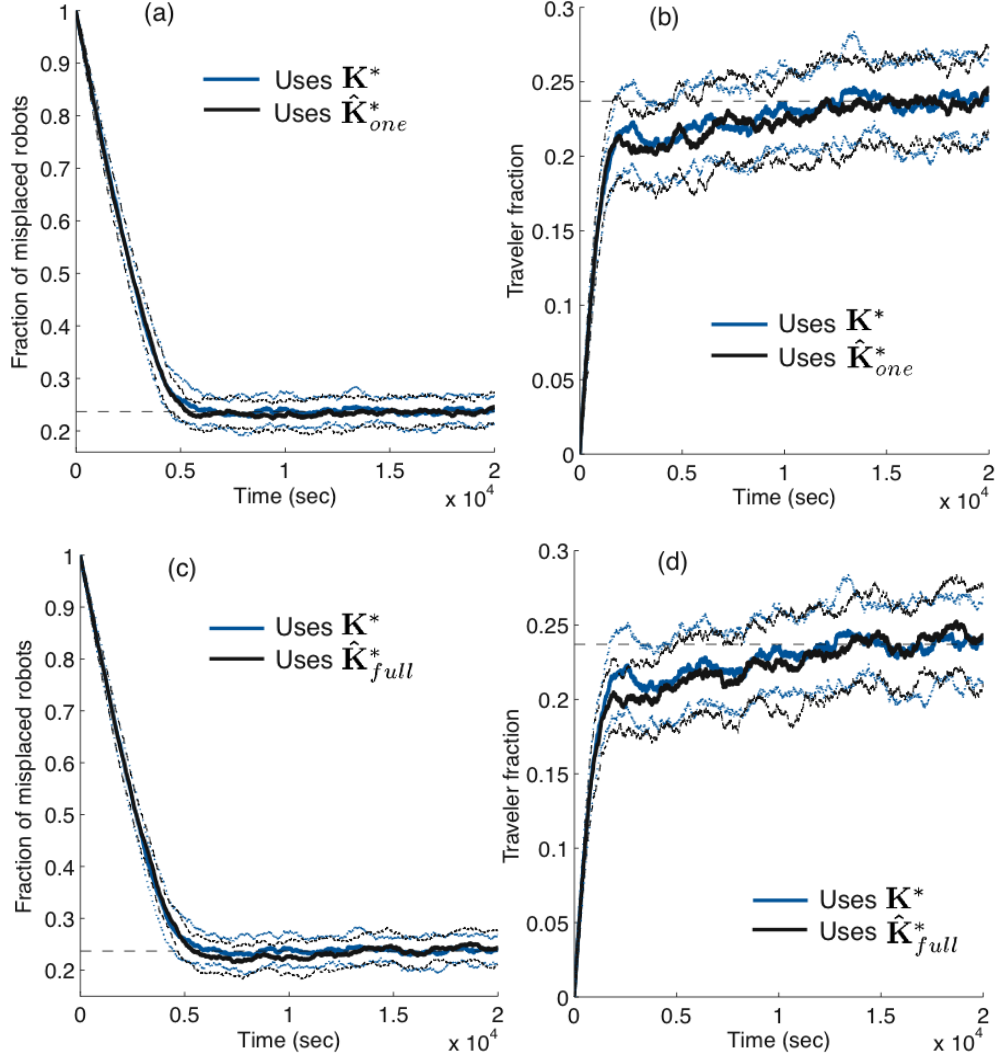 (a)
Fraction of misplaced robots
1
0.9
0.8
0.7
0.6
0.5
0.4
0.3
0.2
Uses K*
Uses K̂*one
0 0.5 1 1.5 2
Time (sec) x 10⁴
(b)
Traveler fraction
0.3
0.25
0.2
0.15
0.1
0.05
0
Uses K*
Uses K̂*one
0 0.5 1 1.5 2
Time (sec) x 10⁴
(c)
Fraction of misplaced robots
1
0.9
0.8
0.7
0.6
0.5
0.4
0.3
0.2
Uses K*
Uses K̂*full
0 0.5 1 1.5 2
Time (sec) x 10⁴
(d)
Traveler fraction
0.3
0.25
0.2
0.15
0.1
0.05
0
Uses K*
Uses K̂*full
0 0.5 1 1.5 2
Time (sec) x 10⁴